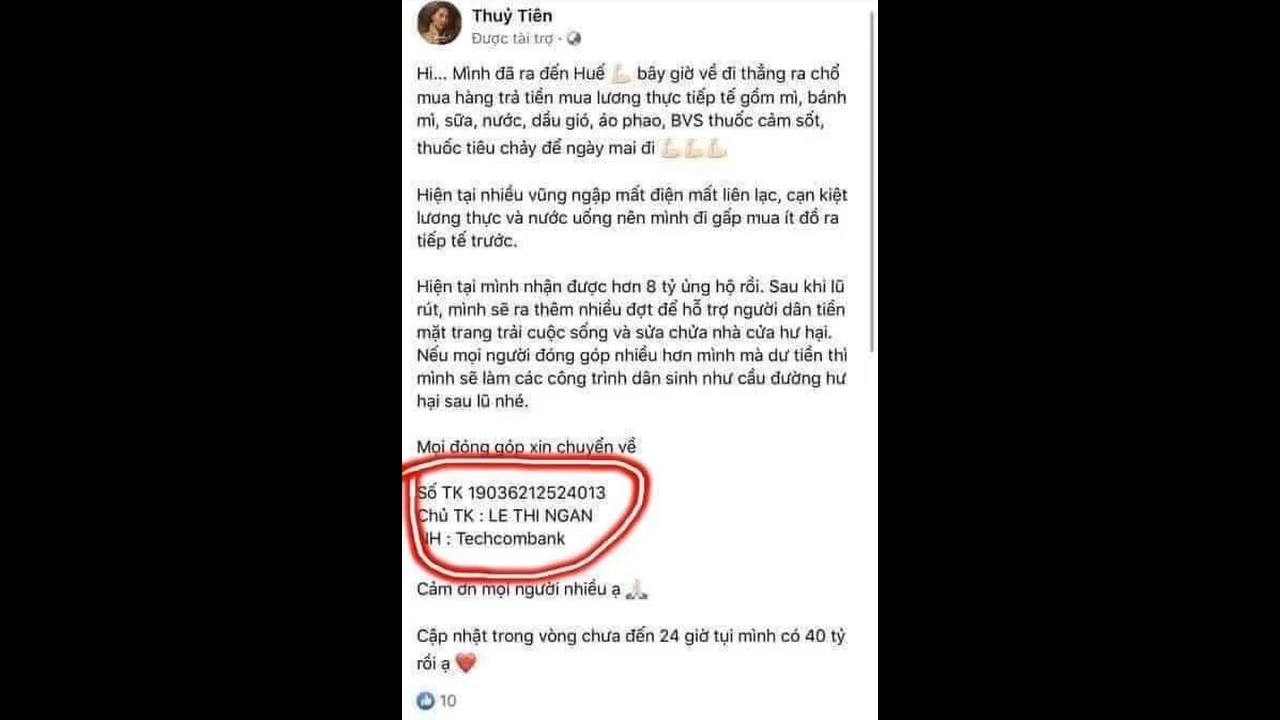 Thuỷ Tiên
Được tài trợ ·
Hi... Mình đã ra đến Huế 💪🏻 bây giờ về đi thẳng ra chổ
mua hàng trả tiền mua lương thực tiếp tế gồm mì, bánh
mì, sữa, nước, dầu gió, áo phao, BVS thuốc cảm sốt,
thuốc tiêu chảy để ngày mai đi 💪🏻💪🏻💪🏻
Hiện tại nhiều vũng ngập mất điện mất liên lạc, cạn kiệt
lương thực và nước uống nên mình đi gấp mua ít đồ ra
tiếp tế trước.
Hiện tại mình nhận được hơn 8 tỷ ủng hộ rồi. Sau khi lũ
rút, mình sẽ ra thêm nhiều đợt để hỗ trợ người dân tiền
mặt trang trải cuộc sống và sửa chửa nhà cửa hư hại.
Nếu mọi người đóng góp nhiều hơn mình mà dư tiền thì
mình sẽ làm các công trình dân sinh như cầu đường hư
hại sau lũ nhé.
Mọi đóng góp xin chuyển về
Số TK 19036212524013
Chủ TK : LE THI NGAN
NH : Techcombank
Cảm ơn mọi người nhiều ạ 🙏🏻
Cập nhật trong vòng chưa đến 24 giờ tụi mình có 40 tỷ
rồi ạ ❤️
10